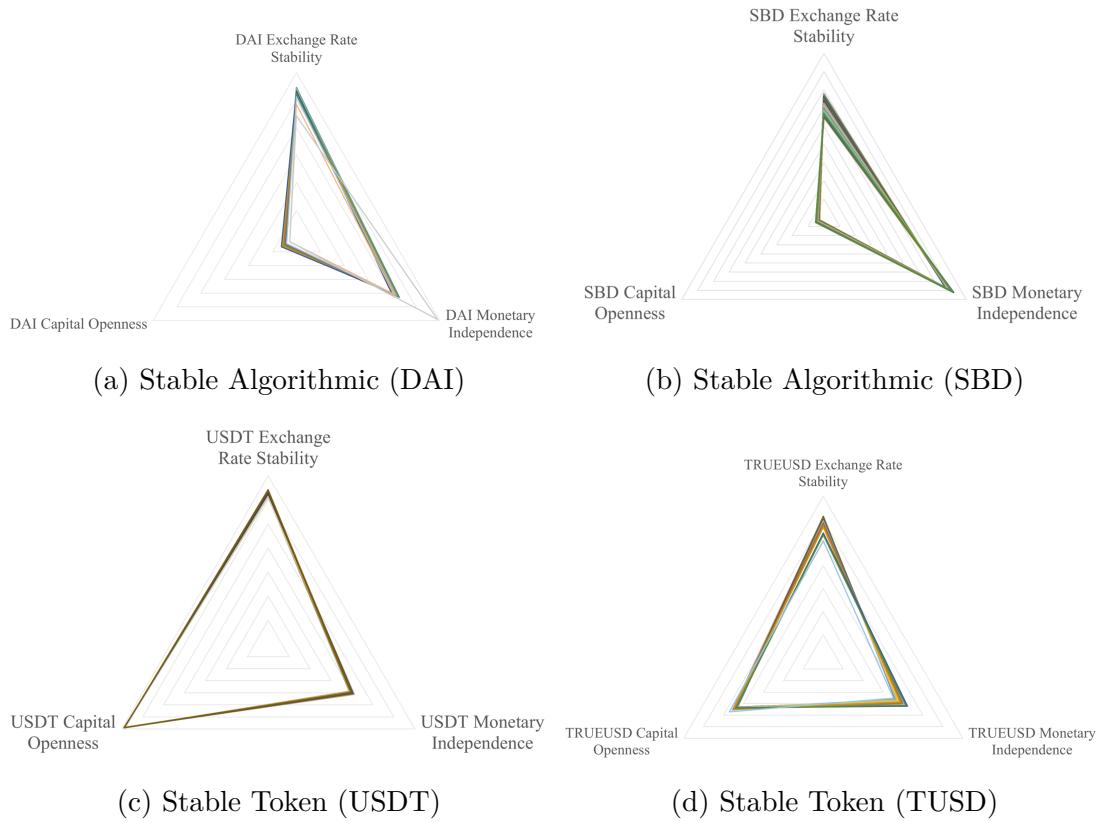 DAI Exchange Rate
Stability
DAI Capital Openness
DAI Monetary
Independence
(a) Stable Algorithmic (DAI)
SBD Exchange Rate
Stability
SBD Capital
Openness
SBD Monetary
Independence
(b) Stable Algorithmic (SBD)
USDT Exchange
Rate Stability
USDT Capital
Openness
USDT Monetary
Independence
(c) Stable Token (USDT)
TRUEUSD Exchange Rate
Stability
TRUEUSD Capital
Openness
TRUEUSD Monetary
Independence
(d) Stable Token (TUSD)